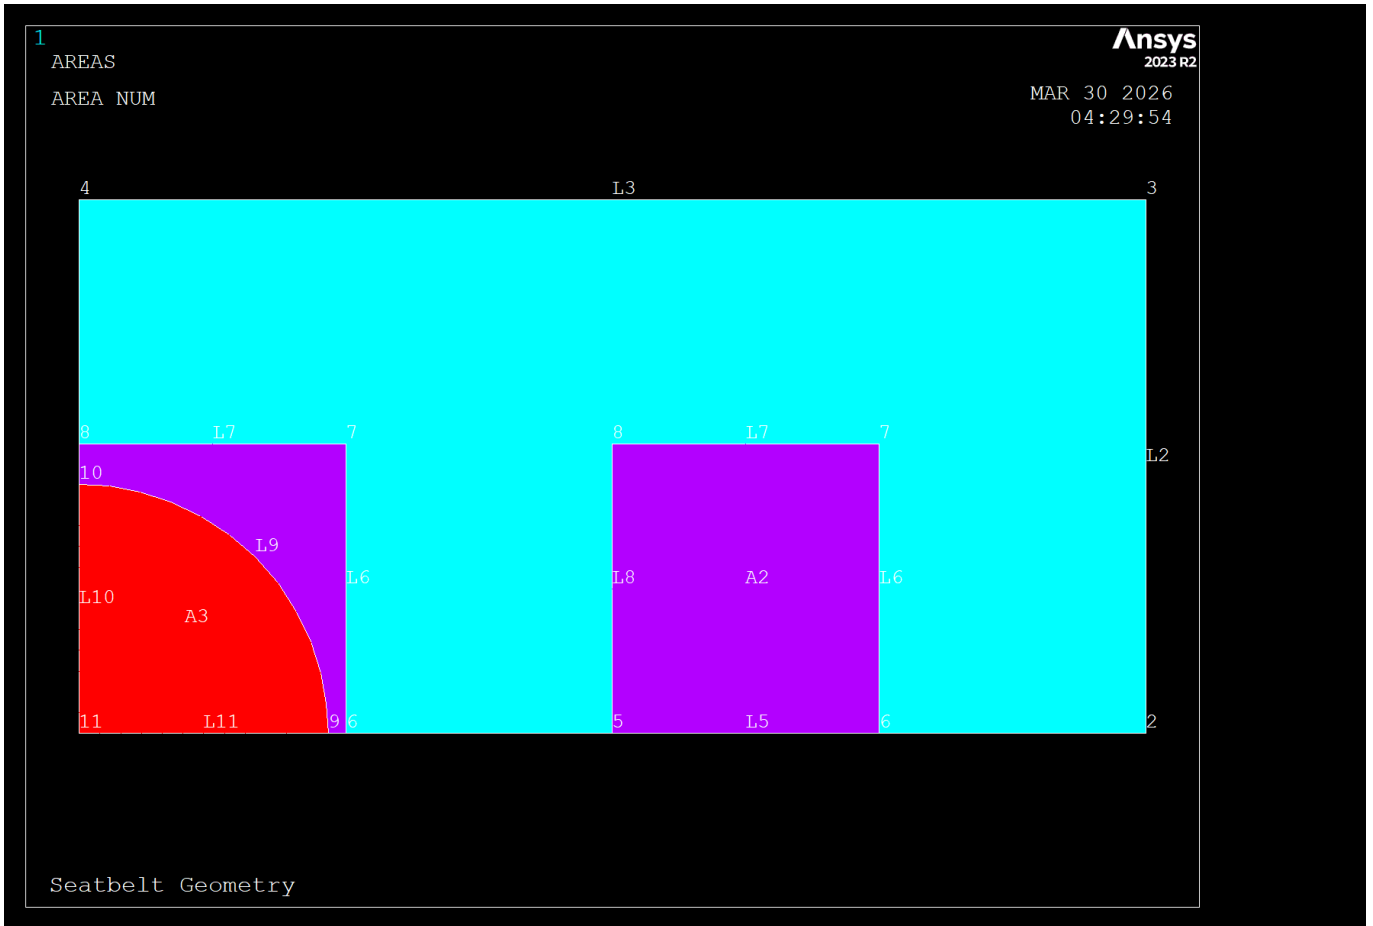 1
AREAS
AREA NUM
Ansys
2023 R2
MAR 30 2026
04:29:54
4 L3 3
8 L7 7 8 L7 7
L2
10
L9
L6 L8 A2 L6
L10
A3
11 L11 9 6 5 L5 6 2
Seatbelt Geometry